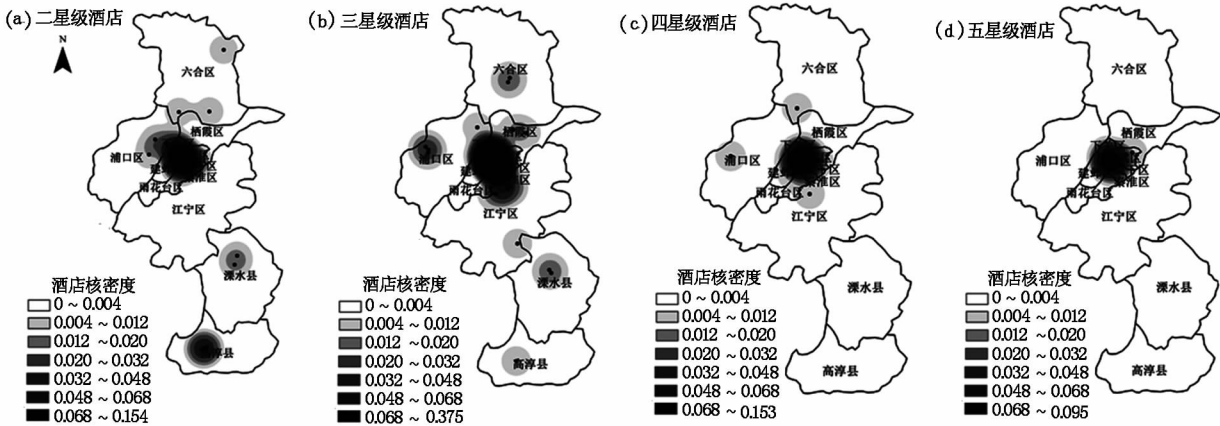 (a)二星级酒店
N
六合区
栖霞区
浦口区
雨花台区
江宁区
溧水县
高淳县
酒店核密度
0 ~ 0.004
0.004 ~ 0.012
0.012 ~ 0.020
0.020 ~ 0.032
0.032 ~ 0.048
0.048 ~ 0.068
0.068 ~ 0.154
(b)三星级酒店
六合区
栖霞区
浦口区
雨花台区
江宁区
溧水县
高淳县
酒店核密度
0 ~ 0.004
0.004 ~ 0.012
0.012 ~ 0.020
0.020 ~ 0.032
0.032 ~ 0.048
0.048 ~ 0.068
0.068 ~ 0.375
(c)四星级酒店
六合区
栖霞区
浦口区
雨花台区
江宁区
溧水县
高淳县
酒店核密度
0 ~ 0.004
0.004 ~ 0.012
0.012 ~ 0.020
0.020 ~ 0.032
0.032 ~ 0.048
0.048 ~ 0.068
0.068 ~ 0.153
(d)五星级酒店
六合区
栖霞区
浦口区
雨花台区
江宁区
溧水县
高淳县
酒店核密度
0 ~ 0.004
0.004 ~ 0.012
0.012 ~ 0.020
0.020 ~ 0.032
0.032 ~ 0.048
0.048 ~ 0.068
0.068 ~ 0.095